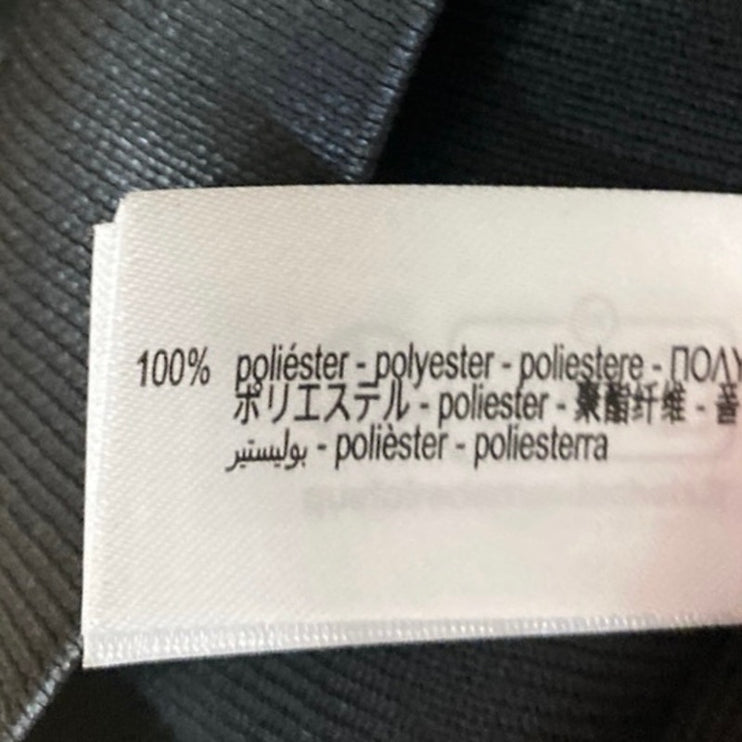 100% poliéster - polyester - poliestere - ΠΟΛΥ
ポリエステル - poliester - 聚酯纤维 - 폴
بوليستير - polièster - poliesterra